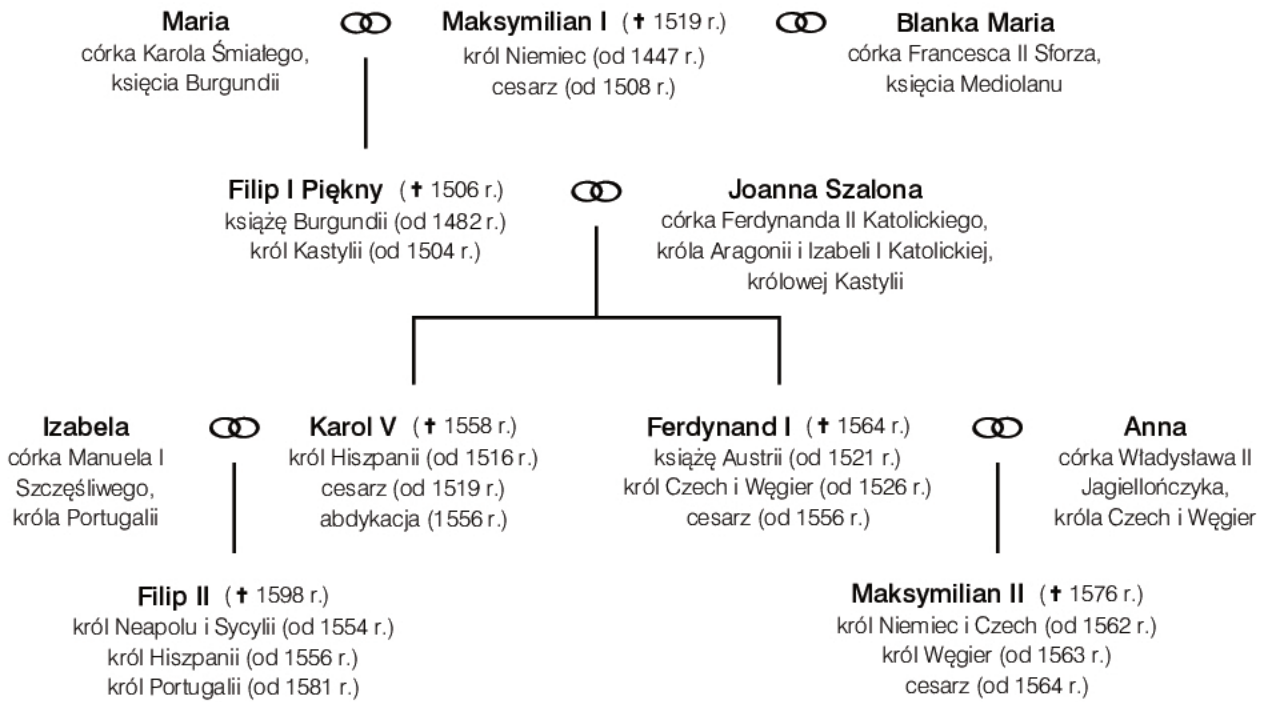 Maria
córka Karola Śmiałego,
księcia Burgundii
Maksymilian I († 1519 r.)
król Niemiec (od 1447 r.)
cesarz (od 1508 r.)
Blanka Maria
córka Francesca II Sforza,
księcia Mediolanu
Filip I Piękny († 1506 r.)
książę Burgundii (od 1482 r.)
król Kastylii (od 1504 r.)
Joanna Szalona
córka Ferdynanda II Katolickiego,
króla Aragonii i Izabeli I Katolickiej,
królowej Kastylii
Izabela
córka Manuela I
Szczęśliwego,
króla Portugalii
Karol V († 1558 r.)
król Hiszpanii (od 1516 r.)
cesarz (od 1519 r.)
abdykacja (1556 r.)
Ferdynand I († 1564 r.)
książę Austrii (od 1521 r.)
król Czech i Węgier (od 1526 r.)
cesarz (od 1556 r.)
Anna
córka Władysława II
Jagiellończyka,
króla Czech i Węgier
Filip II († 1598 r.)
król Neapolu i Sycylii (od 1554 r.)
król Hiszpanii (od 1556 r.)
król Portugalii (od 1581 r.)
Maksymilian II († 1576 r.)
król Niemiec i Czech (od 1562 r.)
król Węgier (od 1563 r.)
cesarz (od 1564 r.)